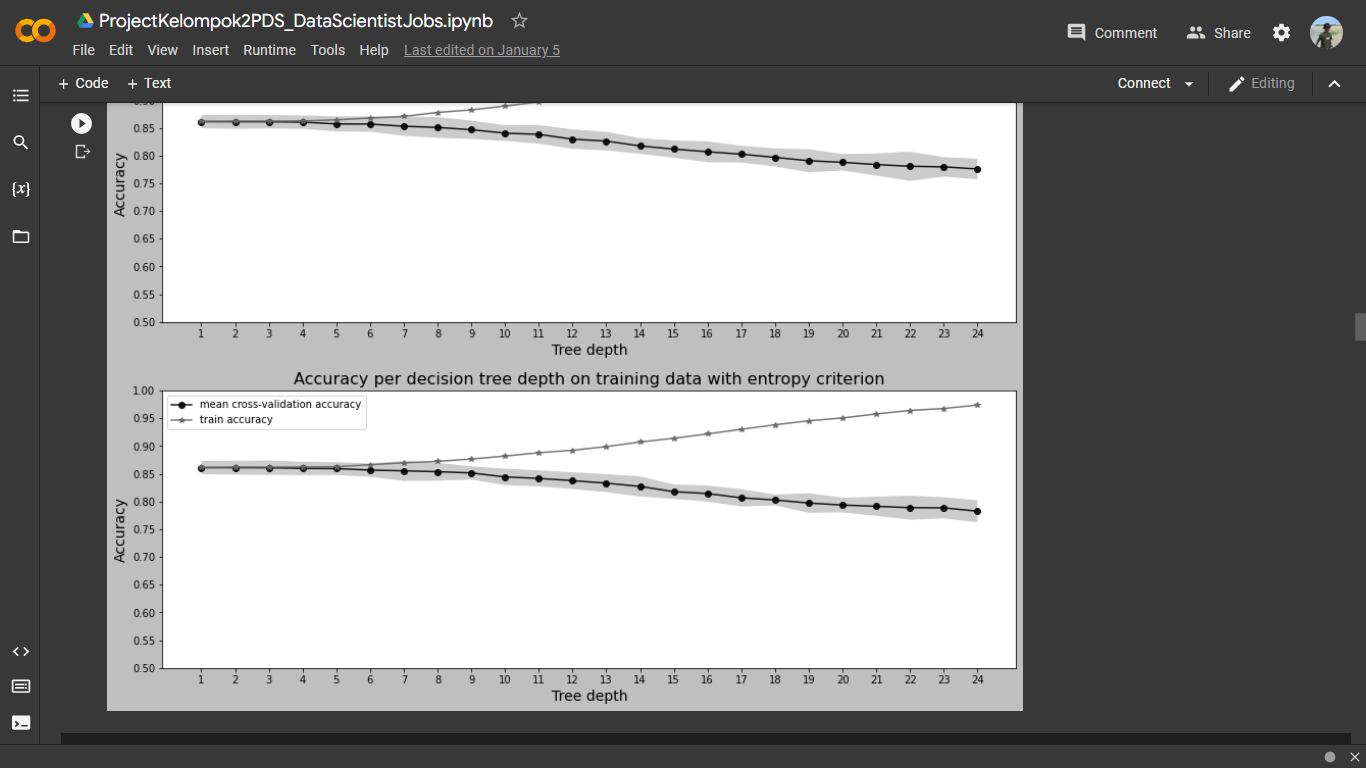 ProjectKelompok2PDS_DataScientistJobs.ipynb
File Edit View Insert Runtime Tools Help Last edited on January 5
Comment Share
+ Code + Text
Connect Editing
{x}
0.90
0.85
0.80
0.75
0.70
0.65
0.60
0.55
0.50
Accuracy
1 2 3 4 5 6 7 8 9 10 11 12 13 14 15 16 17 18 19 20 21 22 23 24
Tree depth
Accuracy per decision tree depth on training data with entropy criterion
mean cross-validation accuracy
train accuracy
1.00
0.95
0.90
0.85
0.80
0.75
0.70
0.65
0.60
0.55
0.50
Accuracy
1 2 3 4 5 6 7 8 9 10 11 12 13 14 15 16 17 18 19 20 21 22 23 24
Tree depth